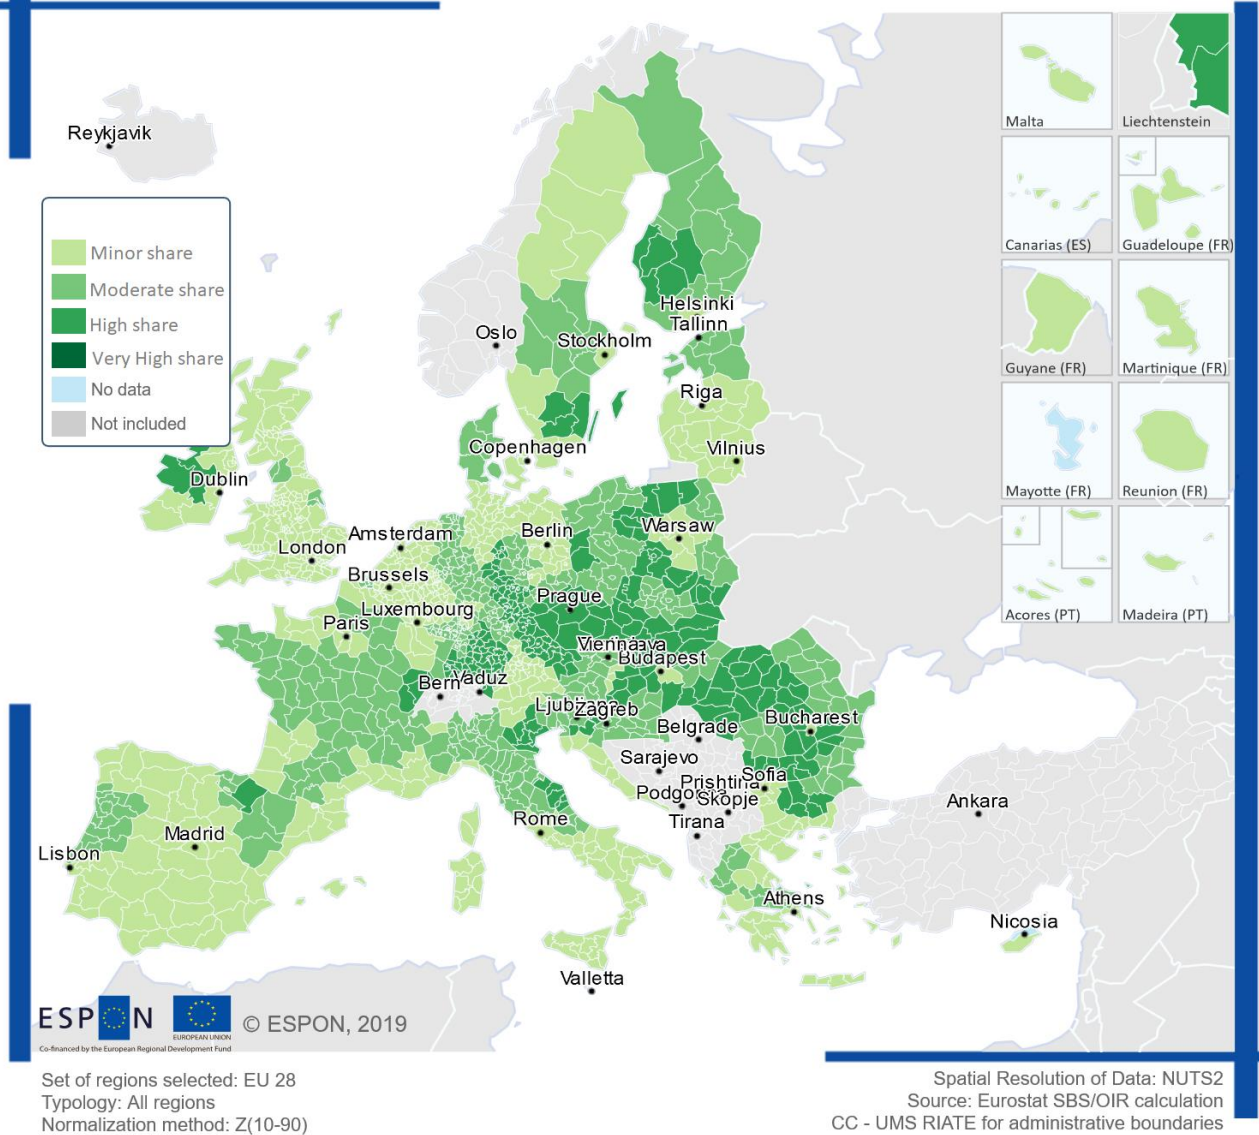 Reykjavik
Minor share
Moderate share
High share
Very High share
No data
Not included
Malta
Liechtenstein
Canarias (ES)
Guadeloupe (FR)
Guyane (FR)
Martinique (FR)
Mayotte (FR)
Reunion (FR)
Acores (PT)
Madeira (PT)
Oslo
Stockholm
Helsinki
Tallinn
Riga
Vilnius
Copenhagen
Dublin
London
Amsterdam
Berlin
Warsaw
Brussels
Luxembourg
Paris
Prague
Vienna
Budapest
Bern
Vaduz
Zagreb
Belgrade
Bucharest
Sarajevo
Prishtina
Sofia
Skopje
Tirana
Rome
Madrid
Lisbon
Athens
Ankara
Nicosia
Valletta
ESPON
EUROPEAN UNION
Co-financed by the European Regional Development Fund
© ESPON, 2019
Set of regions selected: EU 28
Typology: All regions
Normalization method: Z(10-90)
Spatial Resolution of Data: NUTS2
Source: Eurostat SBS/OIR calculation
CC - UMS RIATE for administrative boundaries